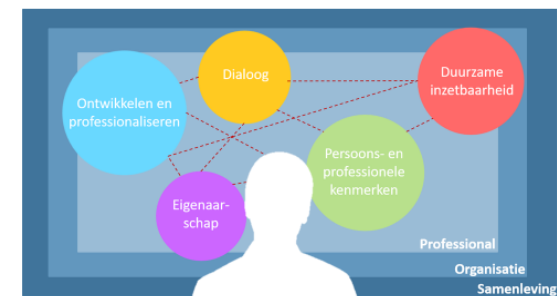 Dialoog
Duurzame
inzetbaarheid
Ontwikkelen en
professionaliseren
Persoons- en
professionele
kenmerken
Eigenaar-
schap
Professional
Organisatie
Samenleving